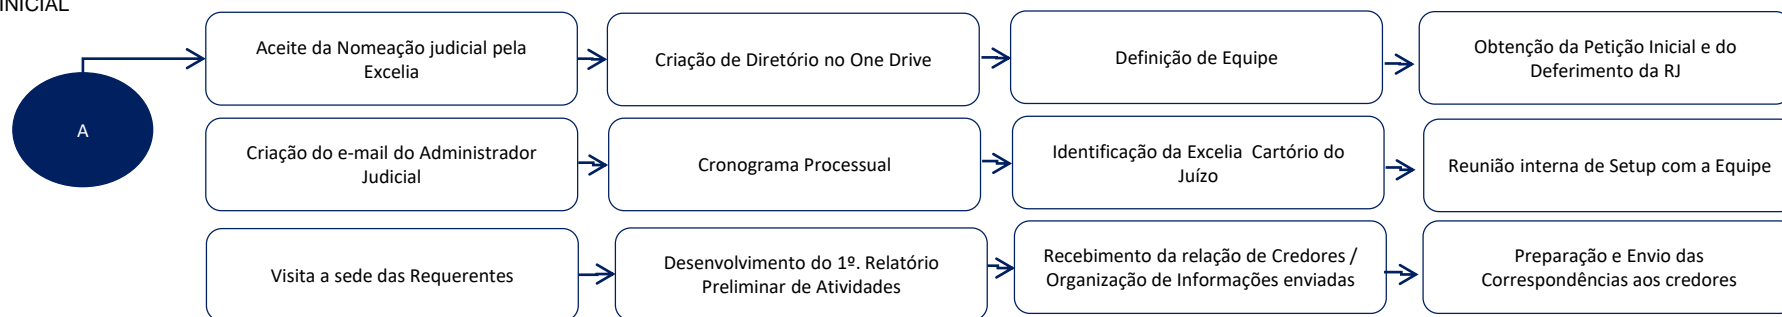 INICIAL
A
Aceite da Nomeação judicial pela
Excelia
Criação de Diretório no One Drive
Definição de Equipe
Obtenção da Petição Inicial e do
Deferimento da RJ
Criação do e-mail do Administrador
Judicial
Cronograma Processual
Identificação da Excelia Cartório do
Juízo
Reunião interna de Setup com a Equipe
Visita a sede das Requerentes
Desenvolvimento do 1º. Relatório
Preliminar de Atividades
Recebimento da relação de Credores /
Organização de Informações enviadas
Preparação e Envio das
Correspondências aos credores